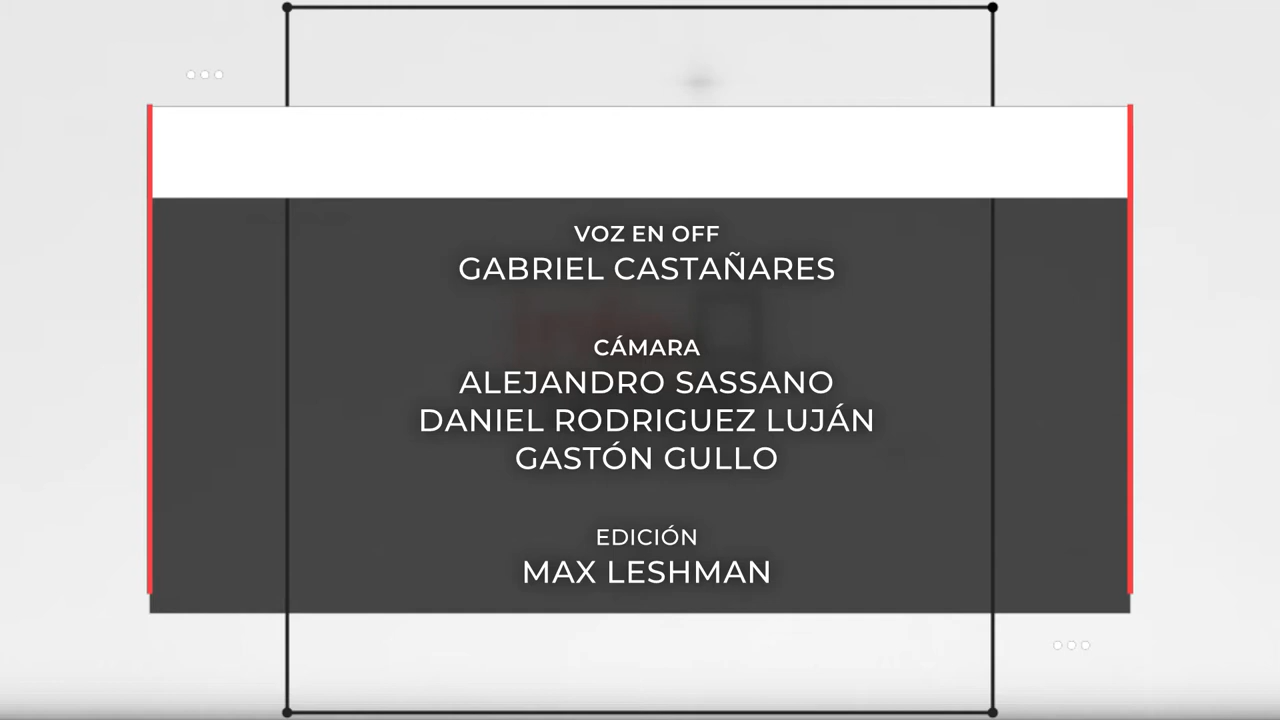 VOZ EN OFF
GABRIEL CASTAÑARES
CÁMARA
ALEJANDRO SASSANO
DANIEL RODRIGUEZ LUJÁN
GASTÓN GULLO
EDICIÓN
MAX LESHMAN